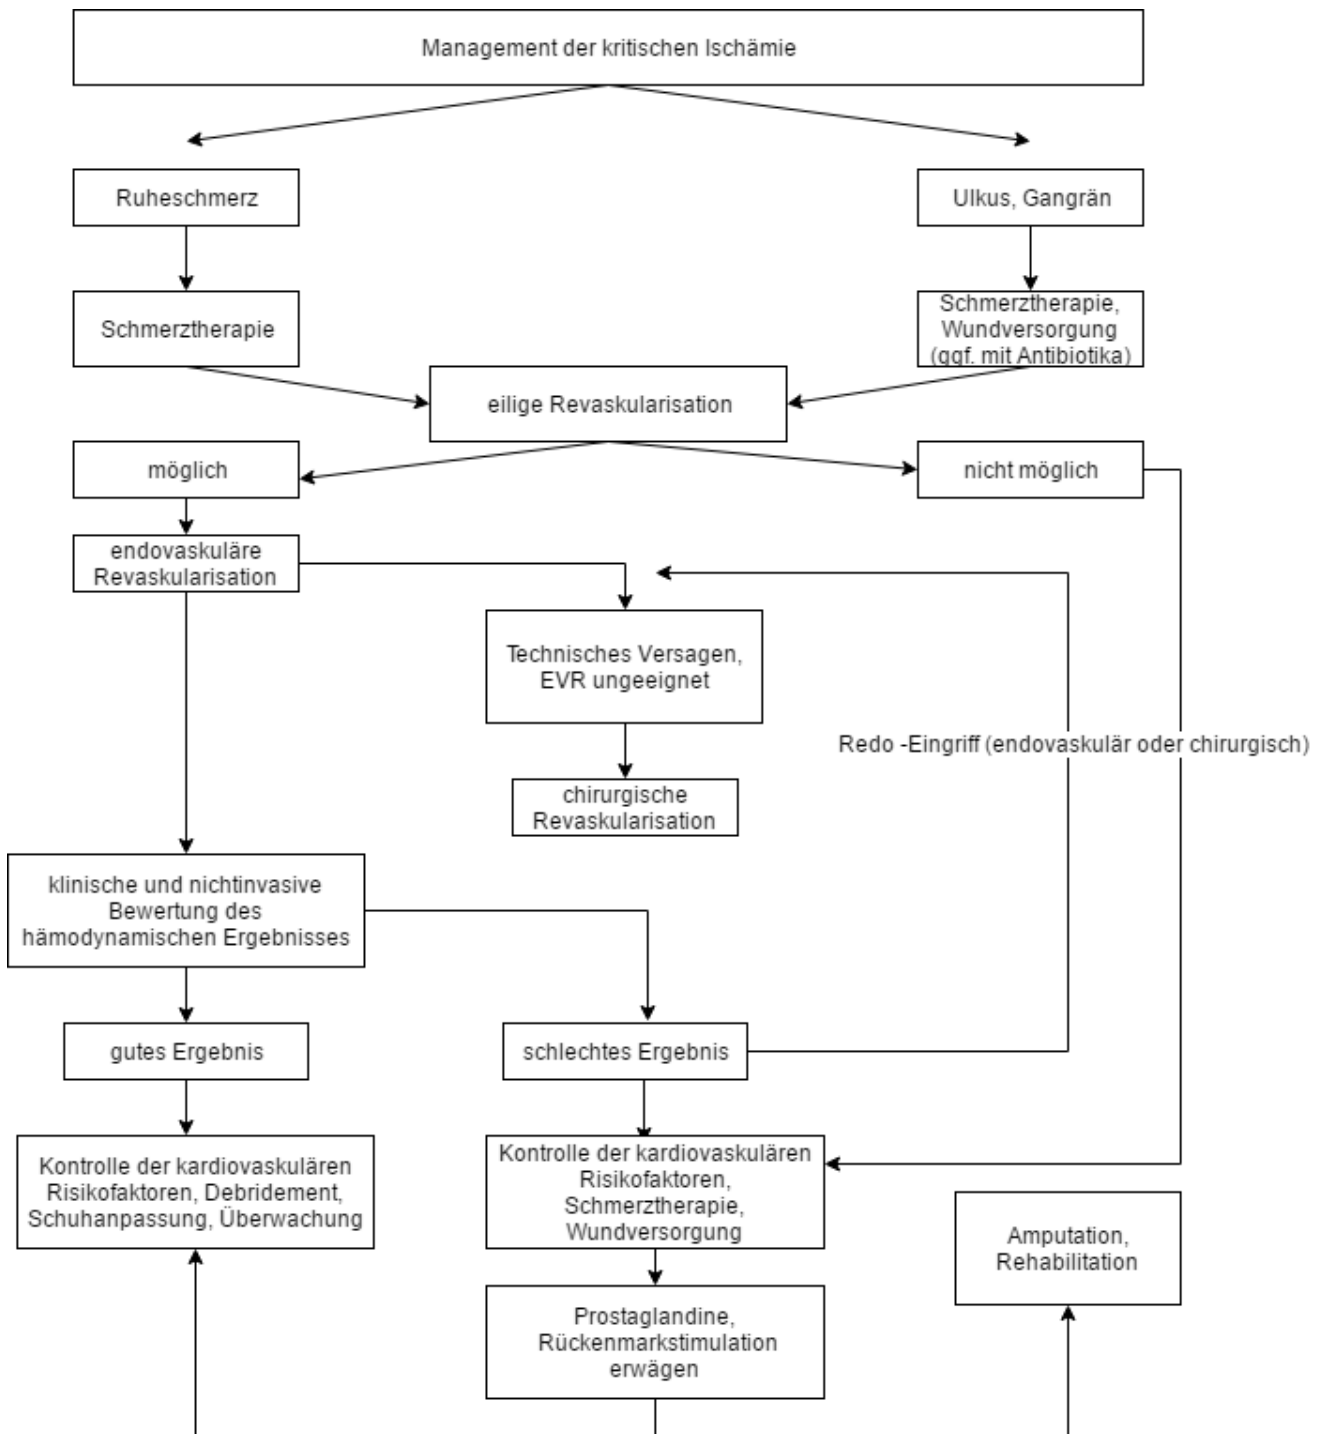 Management der kritischen Ischämie
Ruheschmerz
Ulkus, Gangrän
Schmerztherapie
Schmerztherapie,
Wundversorgung
(ggf. mit Antibiotika)
eilige Revaskularisation
möglich
nicht möglich
endovaskuläre
Revaskularisation
Technisches Versagen,
EVR ungeeignet
Redo -Eingriff (endovaskulär oder chirurgisch)
chirurgische
Revaskularisation
klinische und nichtinvasive
Bewertung des
hämodynamischen Ergebnisses
gutes Ergebnis
schlechtes Ergebnis
Kontrolle der kardiovaskulären
Risikofaktoren, Debridement,
Schuhanpassung, Überwachung
Kontrolle der kardiovaskulären
Risikofaktoren,
Schmerztherapie,
Wundversorgung
Amputation,
Rehabilitation
Prostaglandine,
Rückenmarkstimulation
erwägen